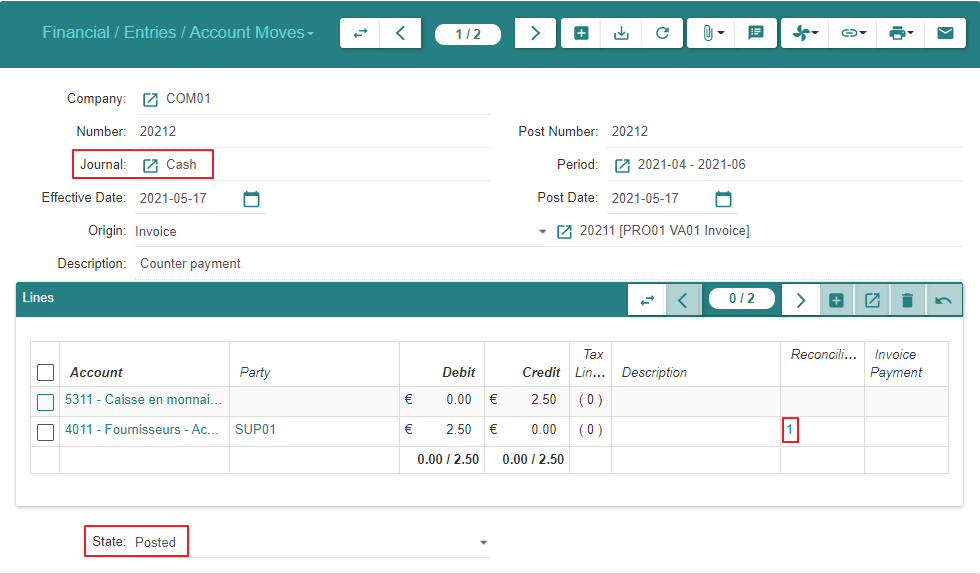 Financial / Entries / Account Moves
1 / 2
Company: COM01
Number: 20212 Post Number: 20212
Journal: Cash Period: 2021-04 - 2021-06
Effective Date: 2021-05-17 Post Date: 2021-05-17
Origin: Invoice 20211 [PRO01 VA01 Invoice]
Description: Counter payment
Lines 0 / 2
Account Party Debit Credit Tax Lin... Description Reconcili... Invoice Payment
5311 - Caisse en monnai... € 0.00 € 2.50 ( 0 )
4011 - Fournisseurs - Ac... SUP01 € 2.50 € 0.00 ( 0 ) 1
0.00 / 2.50 0.00 / 2.50
State: Posted